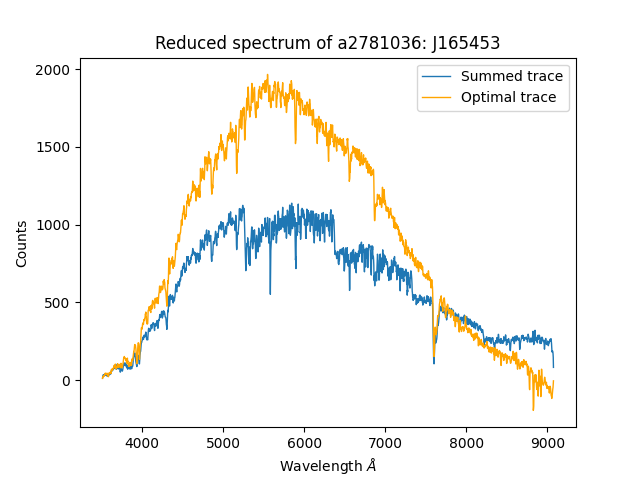 Reduced spectrum of a2781036: J165453
Summed trace
Optimal trace
2000
1500
1000
500
0
Counts
4000 5000 6000 7000 8000 9000
Wavelength Å